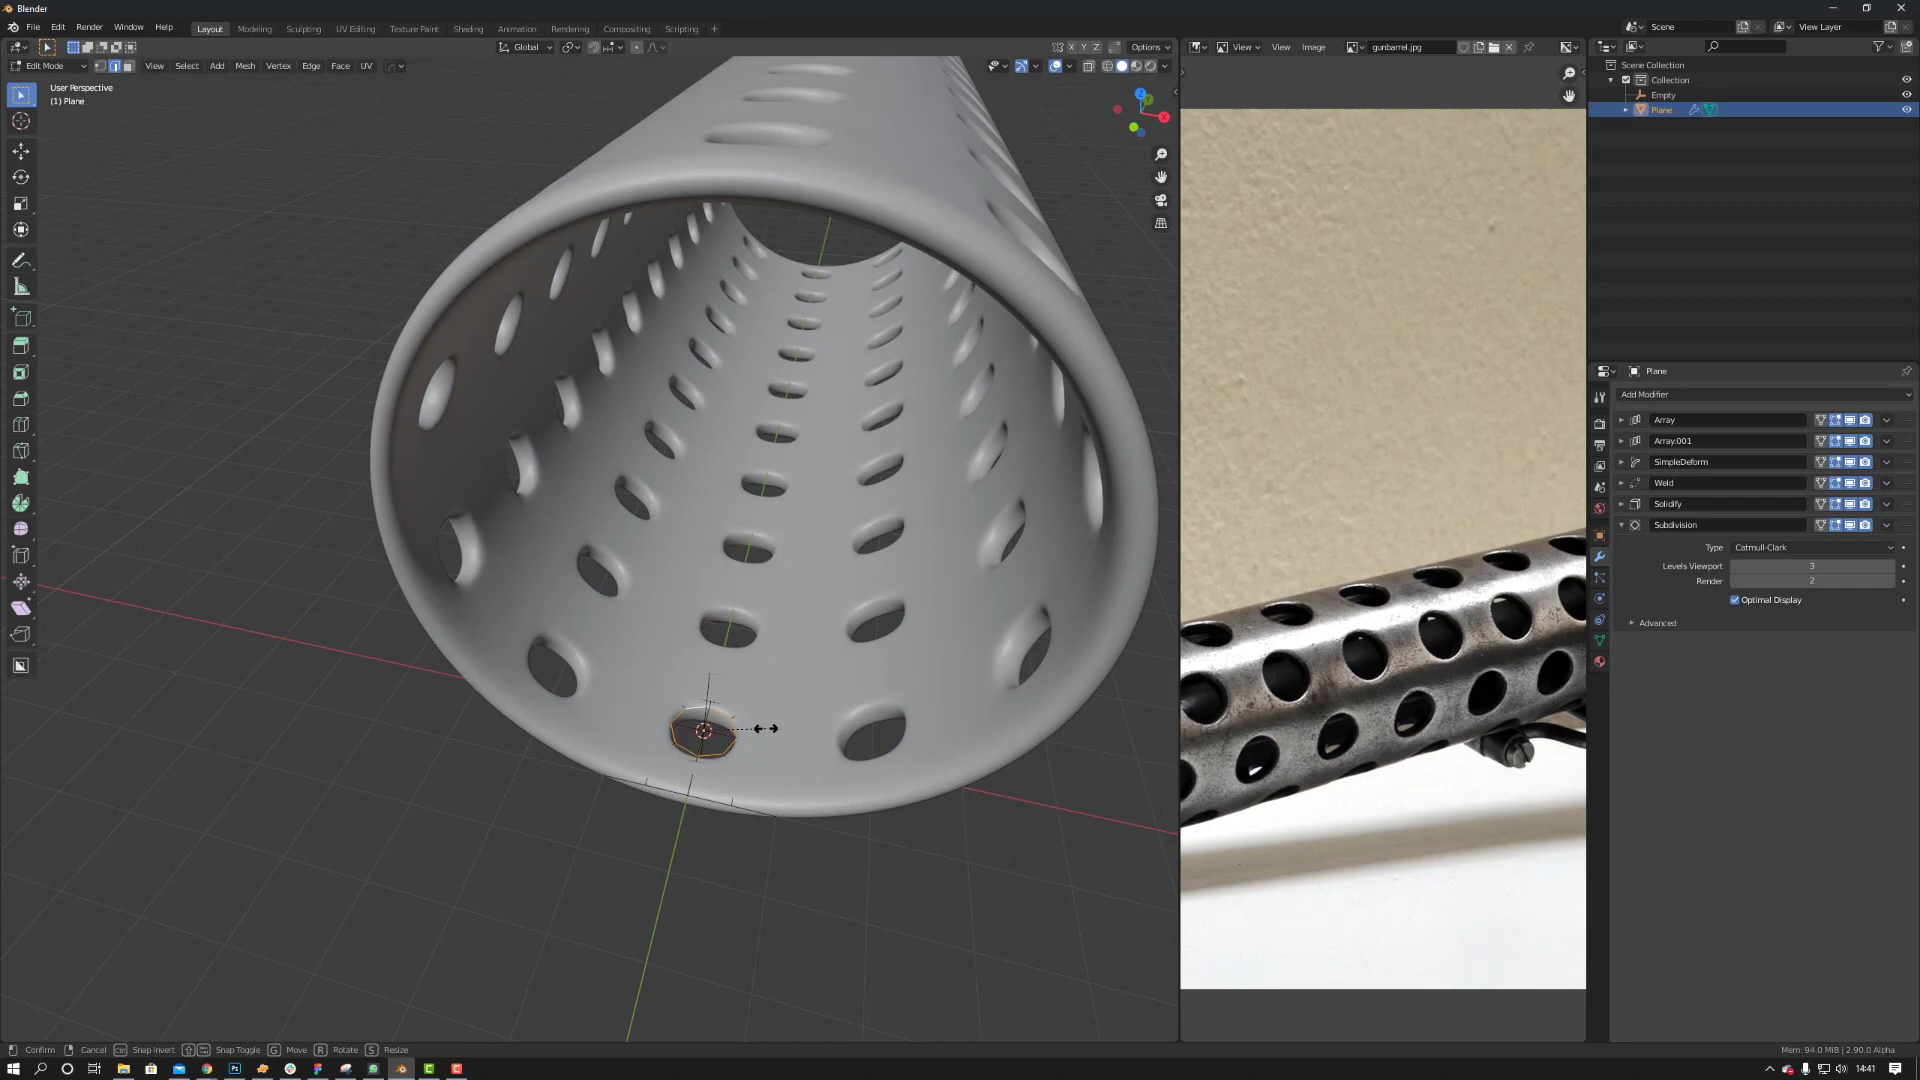 Blender
File Edit Render Window Help Layout Modeling Sculpting UV Editing Texture Paint Shading Animation Rendering Compositing Scripting + Scene View Layer
Global X Y Z Options View View Image gunbarrel.jpg
Edit Mode View Select Add Mesh Vertex Edge Face UV
User Perspective
(1) Plane
Z
X
Scene Collection
Collection
Empty
Plane
Plane
Add Modifier
Array
Array.001
SimpleDeform
Weld
Solidify
Subdivision
Type Catmull-Clark
Levels Viewport 3
Render 2
Optimal Display
Advanced
Confirm Cancel Ctrl Snap Invert Snap Toggle G Move R Rotate S Resize
Mem: 94.0 MiB | 2.90.0 Alpha
Ps C C 14:41